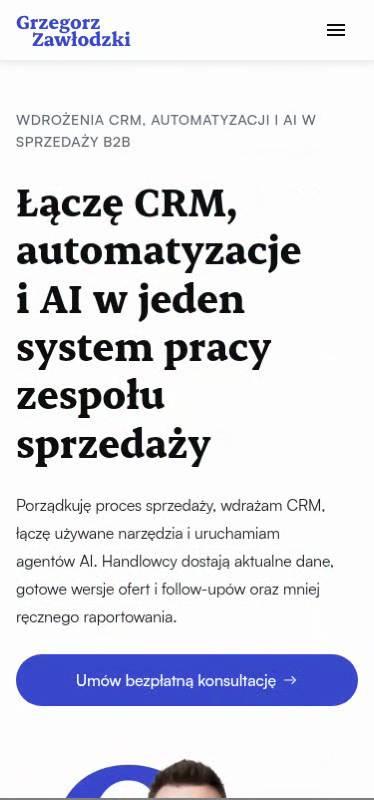 Grzegorz
Zawłodzki
WDROŻENIA CRM, AUTOMATYZACJI I AI W
SPRZEDAŻY B2B
Łączę CRM,
automatyzacje
i AI w jeden
system pracy
zespołu
sprzedaży
Porządkuję proces sprzedaży, wdrażam CRM,
łączę używane narzędzia i uruchamiam
agentów AI. Handlowcy dostają aktualne dane,
gotowe wersje ofert i follow-upów oraz mniej
ręcznego raportowania.
Umów bezpłatną konsultację →